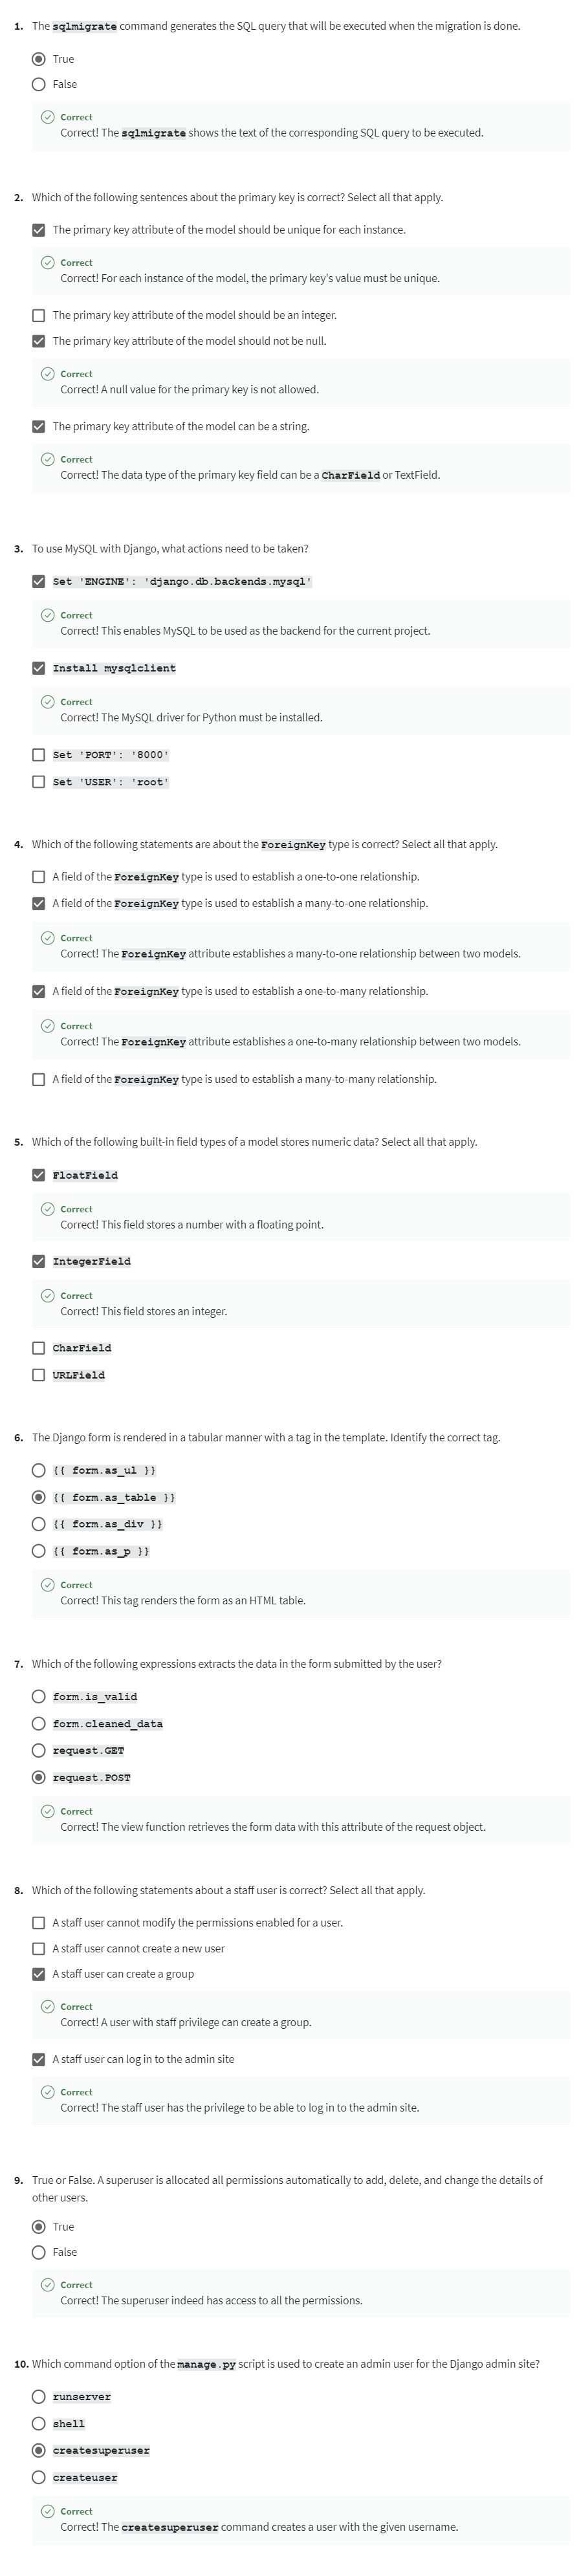 1. The sqlmigrate command generates the SQL query that will be executed when the migration is done.
True
False
Correct
Correct! The sqlmigrate shows the text of the corresponding SQL query to be executed.
2. Which of the following sentences about the primary key is correct? Select all that apply.
The primary key attribute of the model should be unique for each instance.
Correct
Correct! For each instance of the model, the primary key's value must be unique.
The primary key attribute of the model should be an integer.
The primary key attribute of the model should not be null.
Correct
Correct! A null value for the primary key is not allowed.
The primary key attribute of the model can be a string.
Correct
Correct! The data type of the primary key field can be a CharField or TextField.
3. To use MySQL with Django, what actions need to be taken?
Set 'ENGINE': 'django.db.backends.mysql'
Correct
Correct! This enables MySQL to be used as the backend for the current project.
Install mysqlclient
Correct
Correct! The MySQL driver for Python must be installed.
Set 'PORT': '8000'
Set 'USER': 'root'
4. Which of the following statements are about the ForeignKey type is correct? Select all that apply.
A field of the ForeignKey type is used to establish a one-to-one relationship.
A field of the ForeignKey type is used to establish a many-to-one relationship.
Correct
Correct! The ForeignKey attribute establishes a many-to-one relationship between two models.
A field of the ForeignKey type is used to establish a one-to-many relationship.
Correct
Correct! The ForeignKey attribute establishes a one-to-many relationship between two models.
A field of the ForeignKey type is used to establish a many-to-many relationship.
5. Which of the following built-in field types of a model stores numeric data? Select all that apply.
FloatField
Correct
Correct! This field stores a number with a floating point.
IntegerField
Correct
Correct! This field stores an integer.
CharField
URLField
6. The Django form is rendered in a tabular manner with a tag in the template. Identify the correct tag.
{{ form.as_ul }}
{{ form.as_table }}
{{ form.as_div }}
{{ form.as_p }}
Correct
Correct! This tag renders the form as an HTML table.
7. Which of the following expressions extracts the data in the form submitted by the user?
form.is_valid
form.cleaned_data
request.GET
request.POST
Correct
Correct! The view function retrieves the form data with this attribute of the request object.
8. Which of the following statements about a staff user is correct? Select all that apply.
A staff user cannot modify the permissions enabled for a user.
A staff user cannot create a new user
A staff user can create a group
Correct
Correct! A user with staff privilege can create a group.
A staff user can log in to the admin site
Correct
Correct! The staff user has the privilege to be able to log in to the admin site.
9. True or False. A superuser is allocated all permissions automatically to add, delete, and change the details of
other users.
True
False
Correct
Correct! The superuser indeed has access to all the permissions.
10. Which command option of the manage.py script is used to create an admin user for the Django admin site?
runserver
shell
createsuperuser
createuser
Correct
Correct! The createsuperuser command creates a user with the given username.